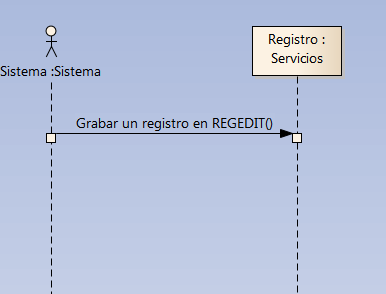 Registro :
Servicios
Sistema :Sistema
Grabar un registro en REGEDIT()